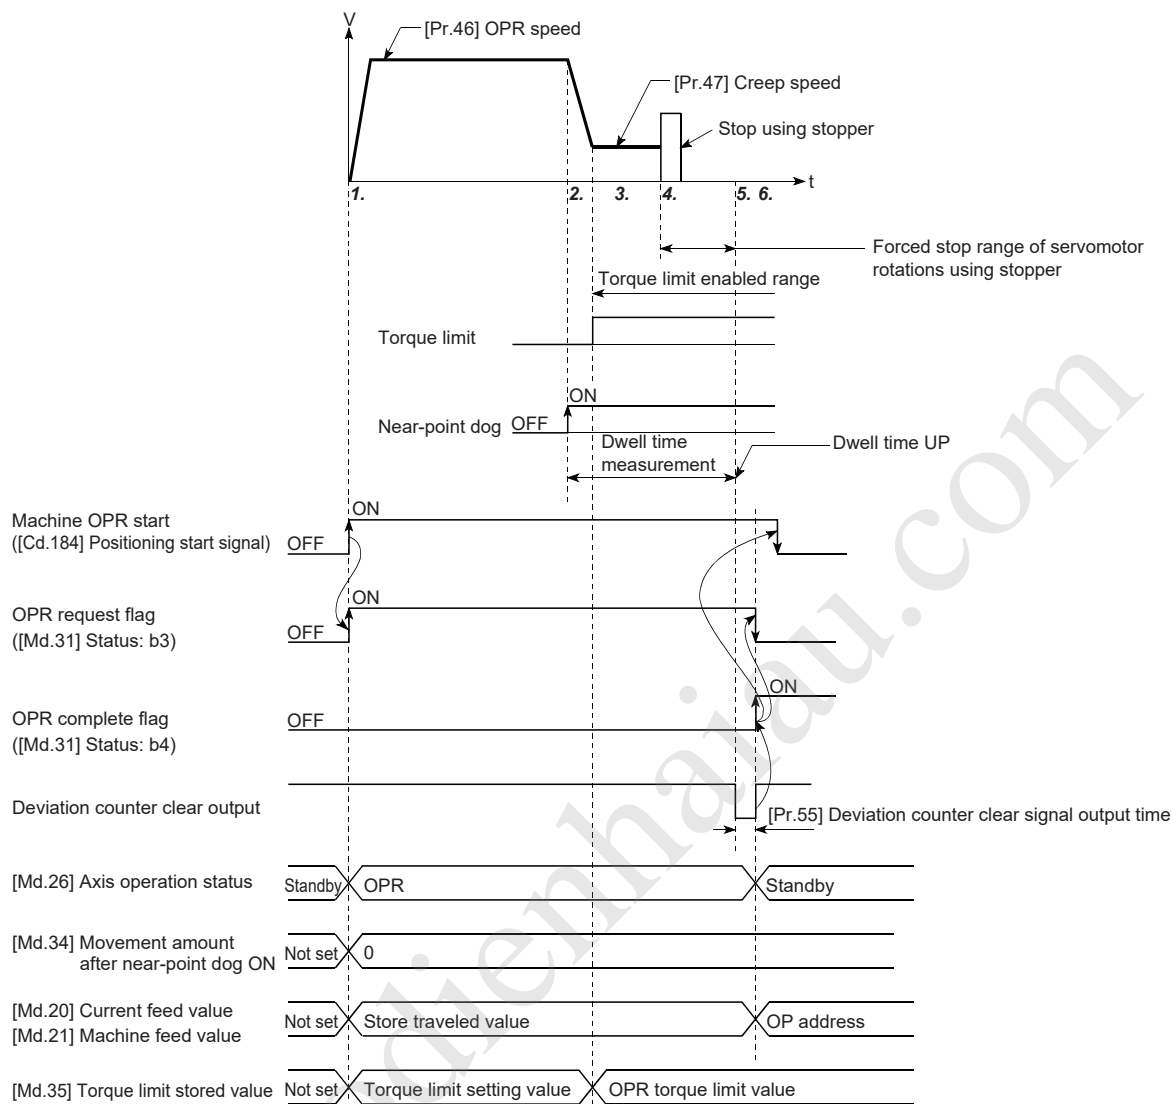 V
[Pr.46] OPR speed
[Pr.47] Creep speed
Stop using stopper
t
1.
2.
3.
4.
5. 6.
Forced stop range of servomotor
rotations using stopper
Torque limit enabled range
Torque limit
ON
Near-point dog OFF
Dwell time
measurement
Dwell time UP
ON
Machine OPR start
([Cd.184] Positioning start signal) OFF
ON
OPR request flag
([Md.31] Status: b3)
OFF
ON
OPR complete flag
([Md.31] Status: b4)
OFF
Deviation counter clear output
[Pr.55] Deviation counter clear signal output time
[Md.26] Axis operation status Standby OPR Standby
[Md.34] Movement amount
after near-point dog ON
Not set 0
[Md.20] Current feed value
[Md.21] Machine feed value
Not set Store traveled value OP address
[Md.35] Torque limit stored value Not set Torque limit setting value OPR torque limit value
dienhaiau.com